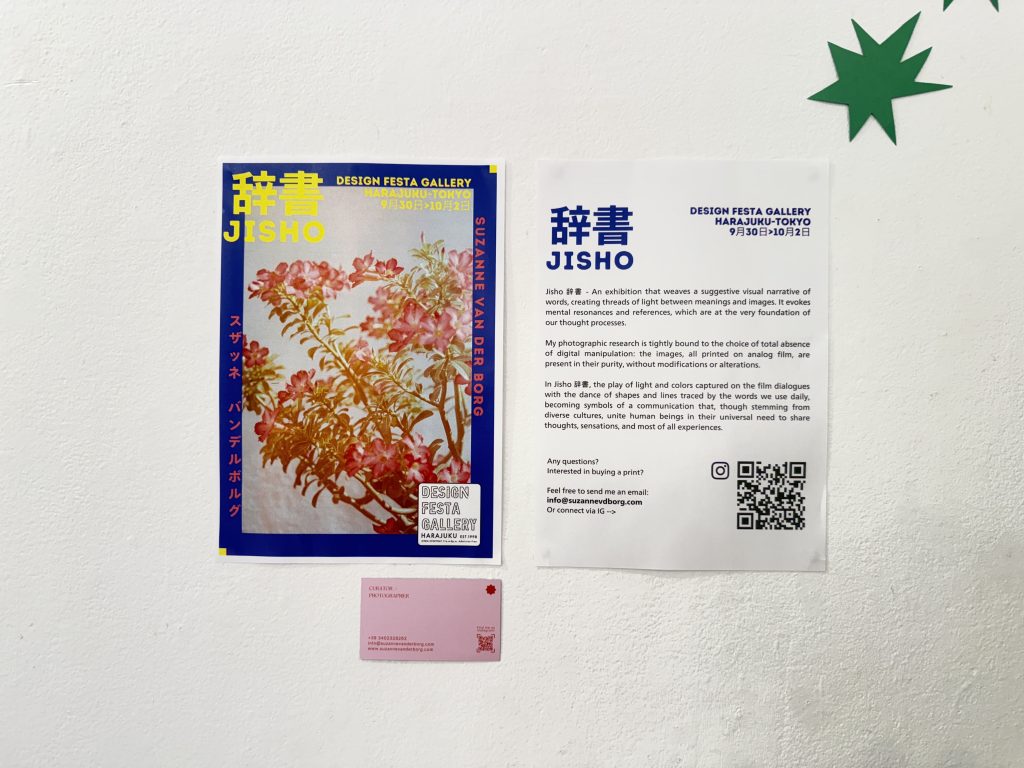 辞書
JISHO
DESIGN FESTA GALLERY
HARAJUKU-TOKYO
9月30日>10月2日
SUZANNE VAN DER BORG
スザッネ バンデルボルグ
DESIGN
FESTA
GALLERY
HARAJUKU EST.1998
辞書
JISHO
DESIGN FESTA GALLERY
HARAJUKU-TOKYO
9月30日>10月2日
Jisho 辞書 - An exhibition that weaves a suggestive visual narrative of
words, creating threads of light between meanings and images. It evokes
mental resonances and references, which are at the very foundation of
our thought processes.
My photographic research is tightly bound to the choice of total absence
of digital manipulation: the images, all printed on analog film, are
present in their purity, without modifications or alterations.
In Jisho 辞書, the play of light and colors captured on the film dialogues
with the dance of shapes and lines traced by the words we use daily,
becoming symbols of a communication that, though stemming from
diverse cultures, unite human beings in their universal need to share
thoughts, sensations, and most of all experiences.
Any questions?
Interested in buying a print?
Feel free to send me an email:
info@suzannevdborg.com
Or connect via IG -->
CURATOR /
PHOTOGRAPHER
info@suzannevanderborg.com
www.suzannevanderborg.com